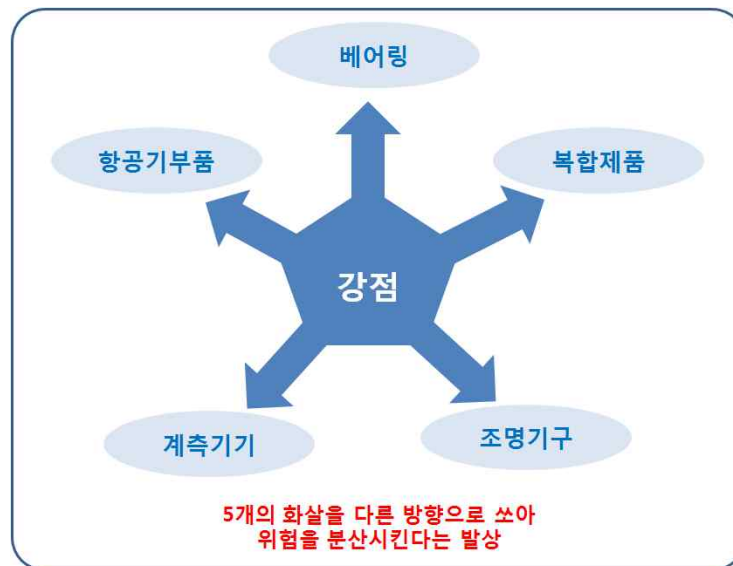 베어링
항공기부품
복합제품
강점
계측기기
조명기구
5개의 화살을 다른 방향으로 쏘아
위험을 분산시킨다는 발상